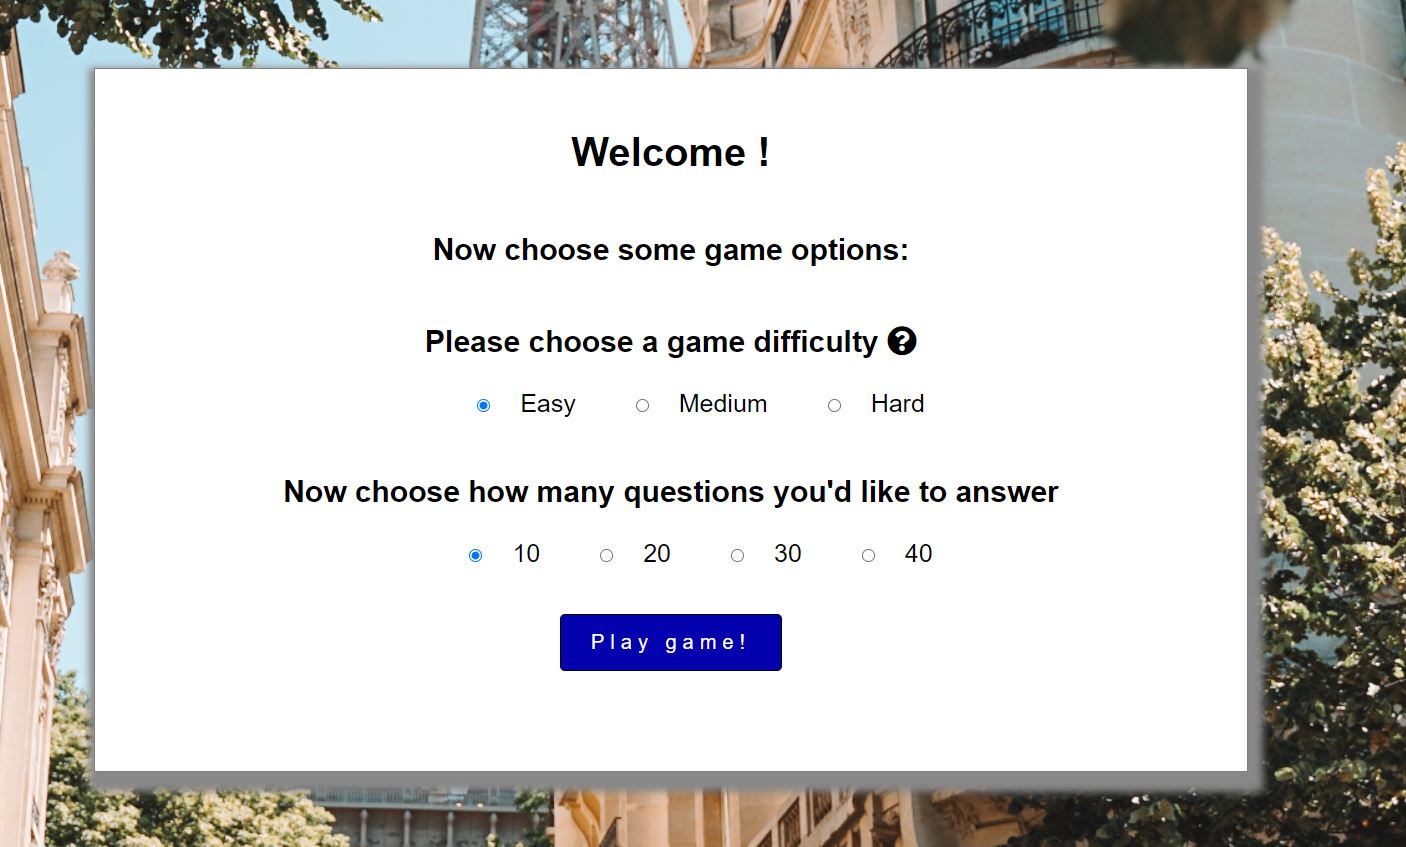 Welcome !
Now choose some game options:
Please choose a game difficulty ?
Easy Medium Hard
Now choose how many questions you'd like to answer
10 20 30 40
Play game!